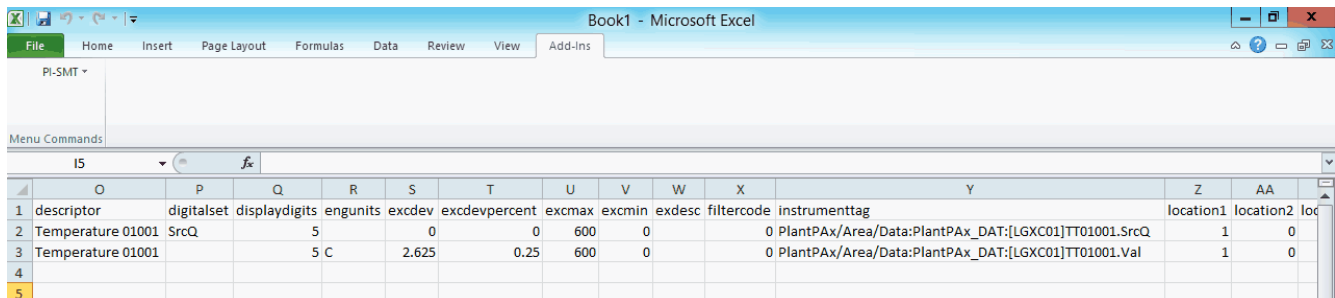 Book1 - Microsoft Excel
File Home Insert Page Layout Formulas Data Review View Add-Ins
PI-SMT
Menu Commands
I5 fx
O P Q R S T U V W X Y Z AA
1 descriptor digitalset displaydigits engunits excdev excdevpercent excmax excmin exdesc filtercode instrumenttag location1 location2 loc
2 Temperature 01001 SrcQ 5 0 0 600 0 0 PlantPAx/Area/Data:PlantPAx_DAT:[LGXC01]TT01001.SrcQ 1 0
3 Temperature 01001 5 C 2.625 0.25 600 0 0 PlantPAx/Area/Data:PlantPAx_DAT:[LGXC01]TT01001.Val 1 0
4
5